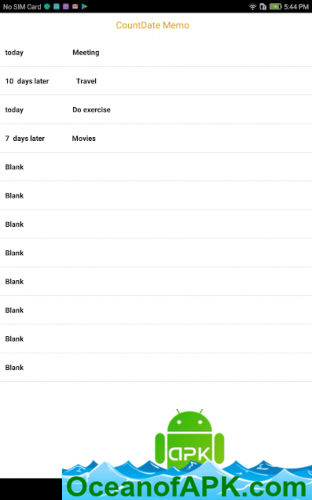 No SIM Card 5:44 PM
CountDate Memo
today Meeting
10 days later Travel
today Do exercise
7 days later Movies
Blank
Blank
Blank
Blank
Blank
Blank
Blank
Blank
APK
OceanofAPK.com